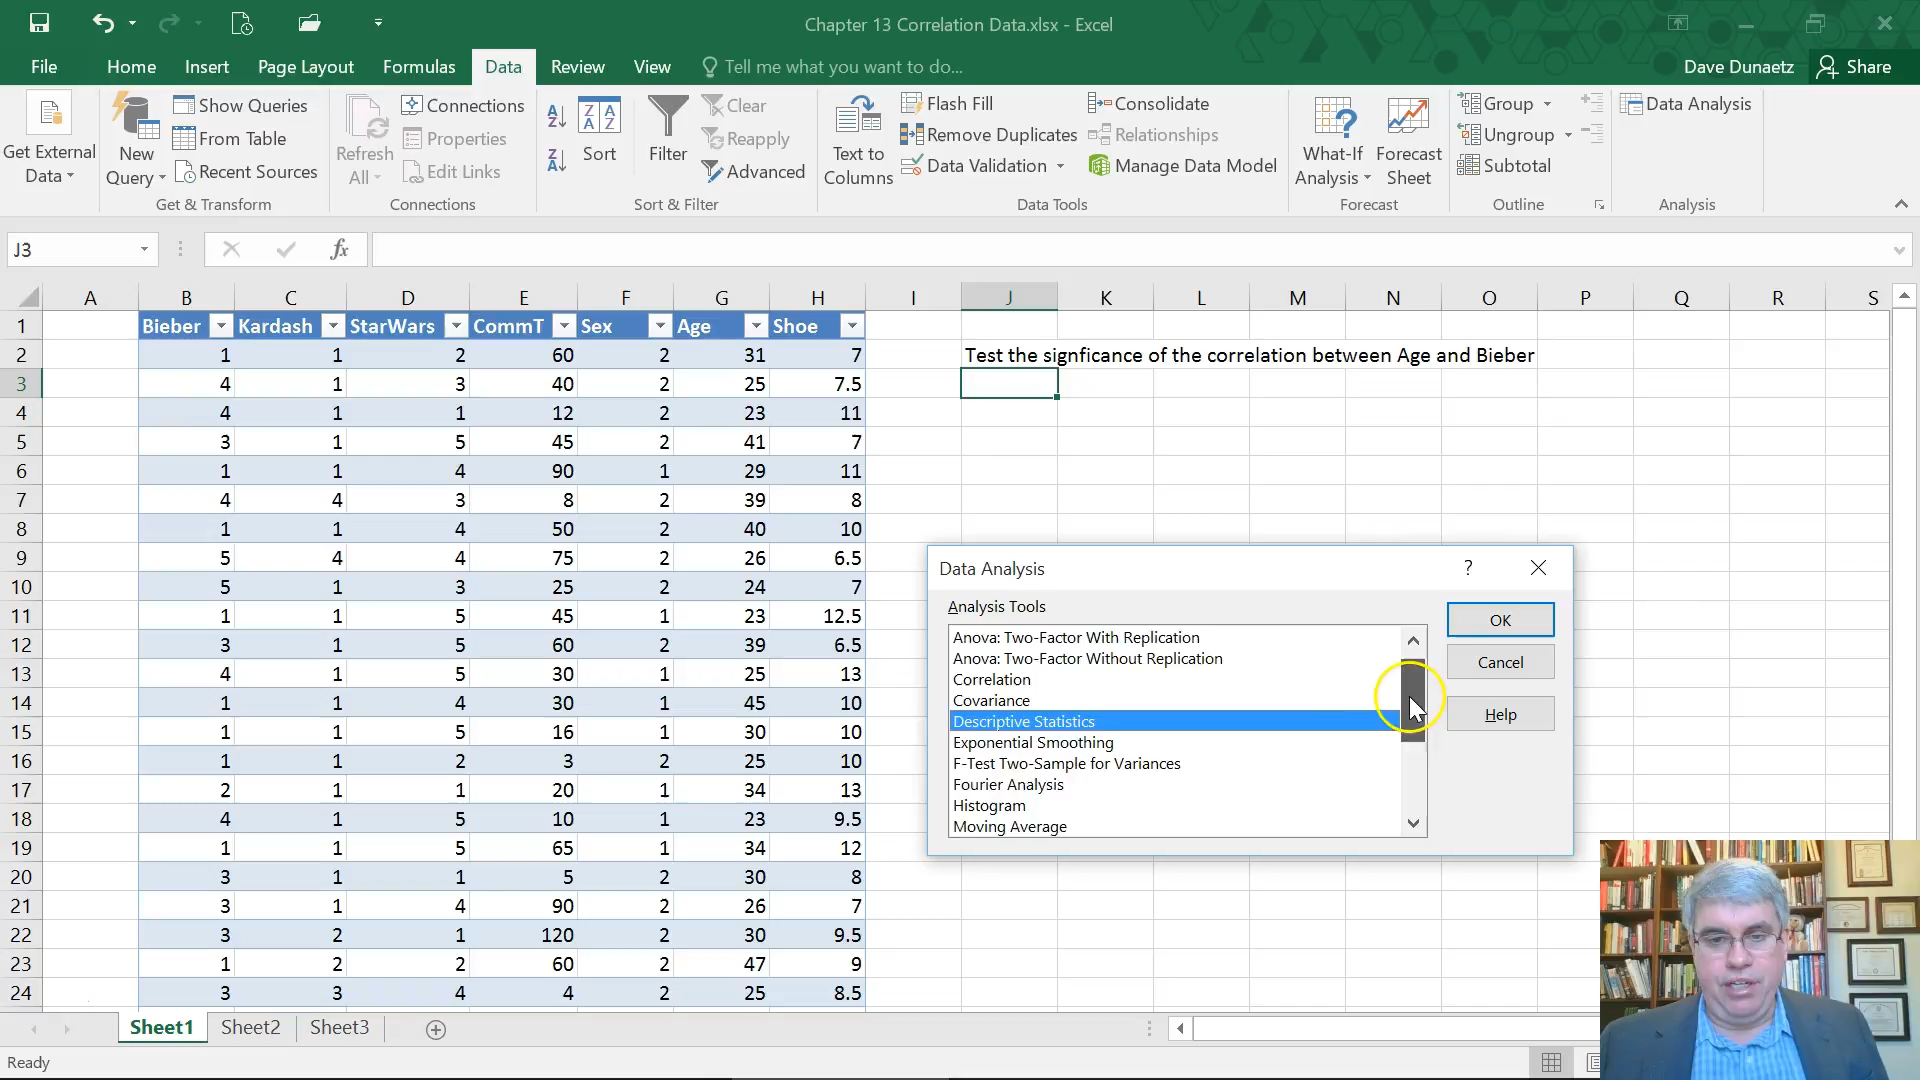 Chapter 13 Correlation Data.xlsx - Excel
File Home Insert Page Layout Formulas Data Review View Tell me what you want to do... Dave Dunaetz Share
Get External Data
New Query
Show Queries
From Table
Recent Sources
Get & Transform
Refresh All
Connections
Properties
Edit Links
Connections
A Z
Z A
Z A A Z
Sort
Filter
Clear
Reapply
Advanced
Sort & Filter
Text to Columns
Flash Fill
Remove Duplicates
Data Validation
Consolidate
Relationships
Manage Data Model
Data Tools
What-If Analysis
Forecast Sheet
Forecast
Group
Ungroup
Subtotal
Outline
Data Analysis
Analysis
J3 fx
A B C D E F G H I J K L M N O P Q R S
1 Bieber Kardash StarWars CommT Sex Age Shoe
2 1 1 2 60 2 31 7 Test the signficance of the correlation between Age and Bieber
3 4 1 3 40 2 25 7.5
4 4 1 1 12 2 23 11
5 3 1 5 45 2 41 7
6 1 1 4 90 1 29 11
7 4 4 3 8 2 39 8
8 1 1 4 50 2 40 10
9 5 4 4 75 2 26 6.5
10 5 1 3 25 2 24 7
11 1 1 5 45 1 23 12.5
12 3 1 5 60 2 39 6.5
13 4 1 5 30 1 25 13
14 1 1 4 30 1 45 10
15 1 1 5 16 1 30 10
16 1 1 2 3 2 25 10
17 2 1 1 20 1 34 13
18 4 1 5 10 1 23 9.5
19 1 1 5 65 1 34 12
20 3 1 1 5 2 30 8
21 3 1 4 90 2 26 7
22 3 2 1 120 2 30 9.5
23 1 2 2 60 2 47 9
24 3 3 4 4 2 25 8.5
Data Analysis ?
Analysis Tools
Anova: Two-Factor With Replication
Anova: Two-Factor Without Replication
Correlation
Covariance
Descriptive Statistics
Exponential Smoothing
F-Test Two-Sample for Variances
Fourier Analysis
Histogram
Moving Average
OK
Cancel
Help
Sheet1 Sheet2 Sheet3
Ready